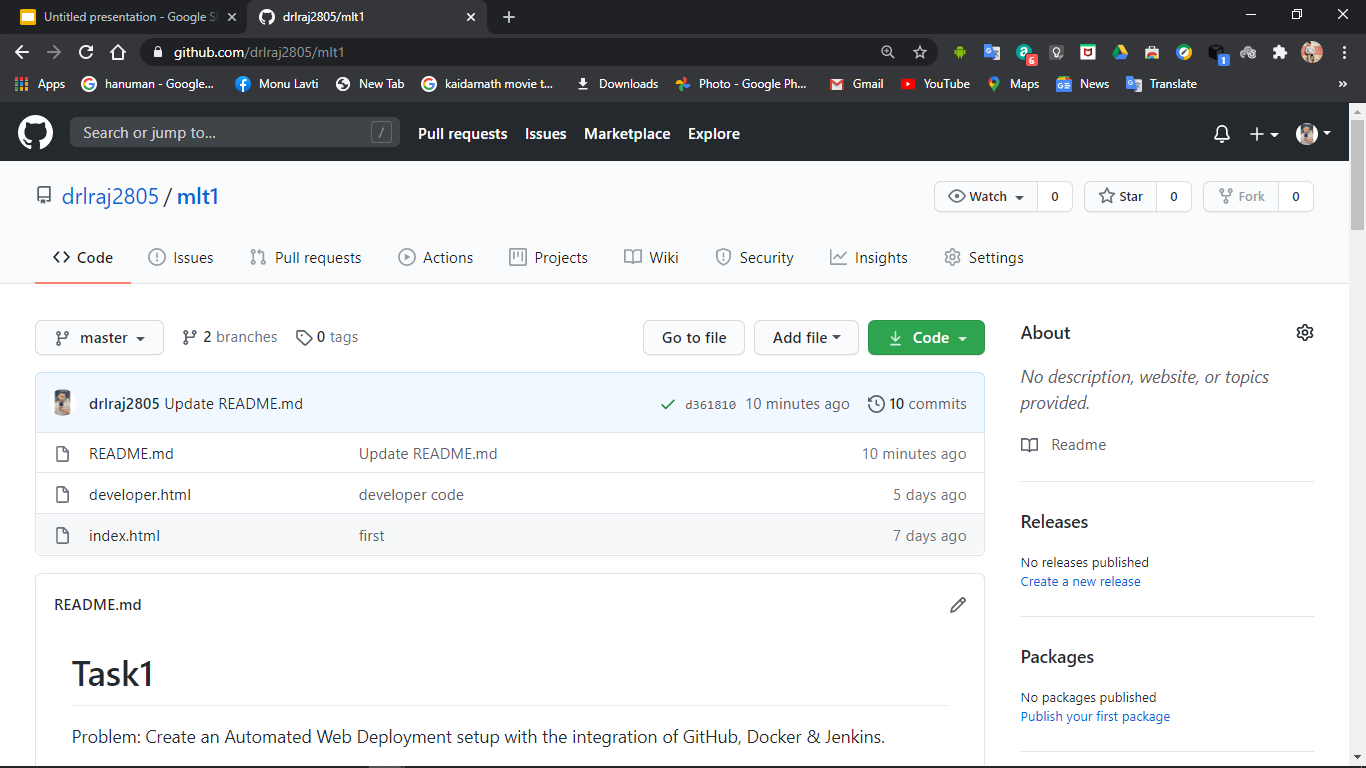 Untitled presentation - Google Sl
drlraj2805/mlt1
github.com/drlraj2805/mlt1
6
1
Apps
hanuman - Google...
Monu Lavti
New Tab
kaidarnath movie t...
Downloads
Photo - Google Ph...
Gmail
YouTube
Maps
News
Translate
»
Search or jump to...
/
Pull requests
Issues
Marketplace
Explore
drlraj2805 / mlt1
Watch 0
Star 0
Fork 0
Code
Issues
Pull requests
Actions
Projects
Wiki
Security
Insights
Settings
master
2 branches
0 tags
Go to file
Add file
Code
drlraj2805 Update README.md
d361810 10 minutes ago
10 commits
README.md Update README.md 10 minutes ago
developer.html developer code 5 days ago
index.html first 7 days ago
README.md
Task1
Problem: Create an Automated Web Deployment setup with the integration of GitHub, Docker & Jenkins.
About
No description, website, or topics
provided.
Readme
Releases
No releases published
Create a new release
Packages
No packages published
Publish your first package